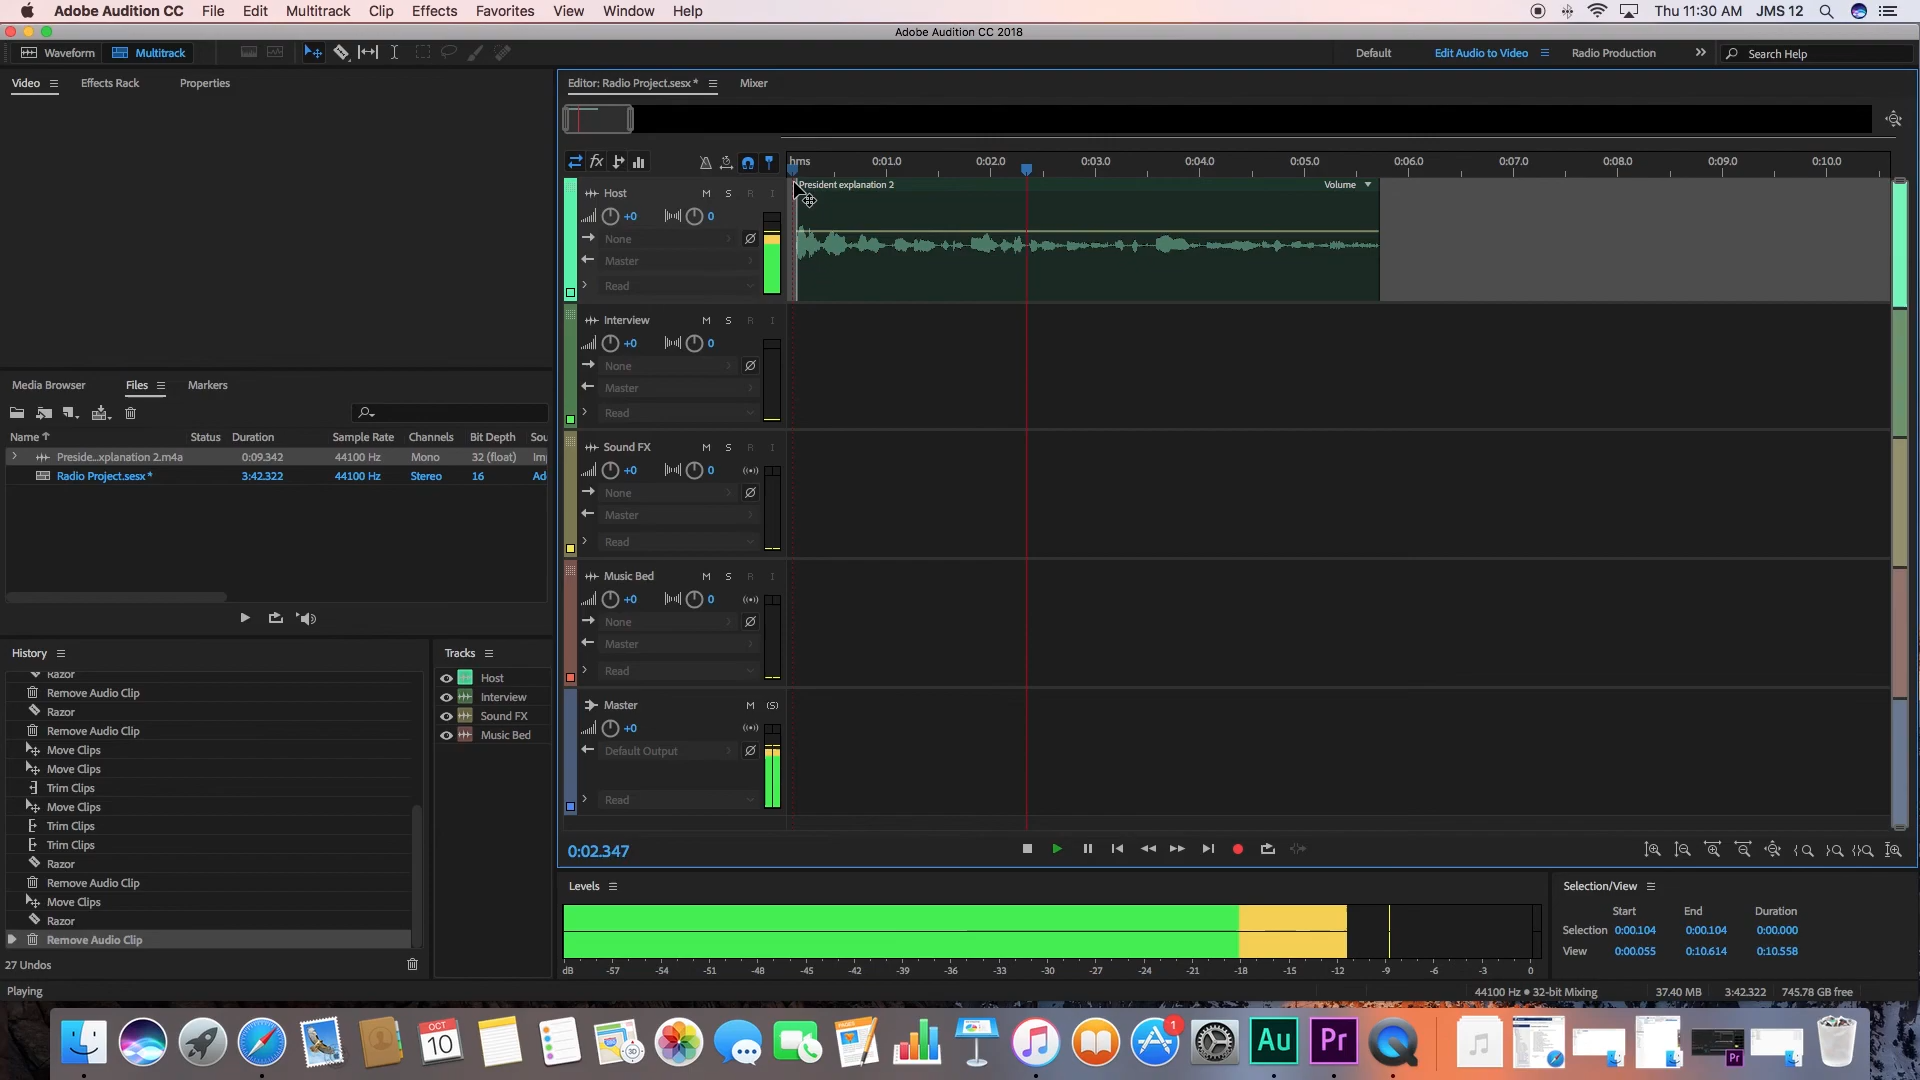 Adobe Audition CC File Edit Multitrack Clip Effects Favorites View Window Help Thu 11:30 AM JMS 12
Adobe Audition CC 2018
Waveform Multitrack Default Edit Audio to Video Radio Production Search Help
Video Effects Rack Properties
Editor: Radio Project.sesx * Mixer
hms 0:01.0 0:02.0 0:03.0 0:04.0 0:05.0 0:06.0 0:07.0 0:08.0 0:09.0 0:10.0
President explanation 2 Volume
Host M S R I
+0 0
None
Master
Read
Interview M S R I
+0 0
None
Master
Read
Sound FX M S R I
+0 0
None
Master
Read
Music Bed M S R I
+0 0
None
Master
Read
Master M (S)
+0
Default Output
Read
Media Browser Files Markers
Name Status Duration Sample Rate Channels Bit Depth Sou
Preside...xplanation 2.m4a 0:09.342 44100 Hz Mono 32 (float) Im
Radio Project.sesx * 3:42.322 44100 Hz Stereo 16 Ad
History
Razor
Remove Audio Clip
Razor
Remove Audio Clip
Move Clips
Move Clips
Trim Clips
Move Clips
Trim Clips
Trim Clips
Razor
Remove Audio Clip
Move Clips
Razor
Remove Audio Clip
27 Undos
Playing
Tracks
Host
Interview
Sound FX
Music Bed
0:02.347
Levels
dB -57 -54 -51 -48 -45 -42 -39 -36 -33 -30 -27 -24 -21 -18 -15 -12 -9 -6 -3 0
Selection/View
Start End Duration
Selection 0:00.104 0:00.104 0:00.000
View 0:00.055 0:10.614 0:10.558
44100 Hz • 32-bit Mixing 37.40 MB 3:42.322 745.78 GB free
OCT
10
3D
PAGES
1
Au
Pr
Pr